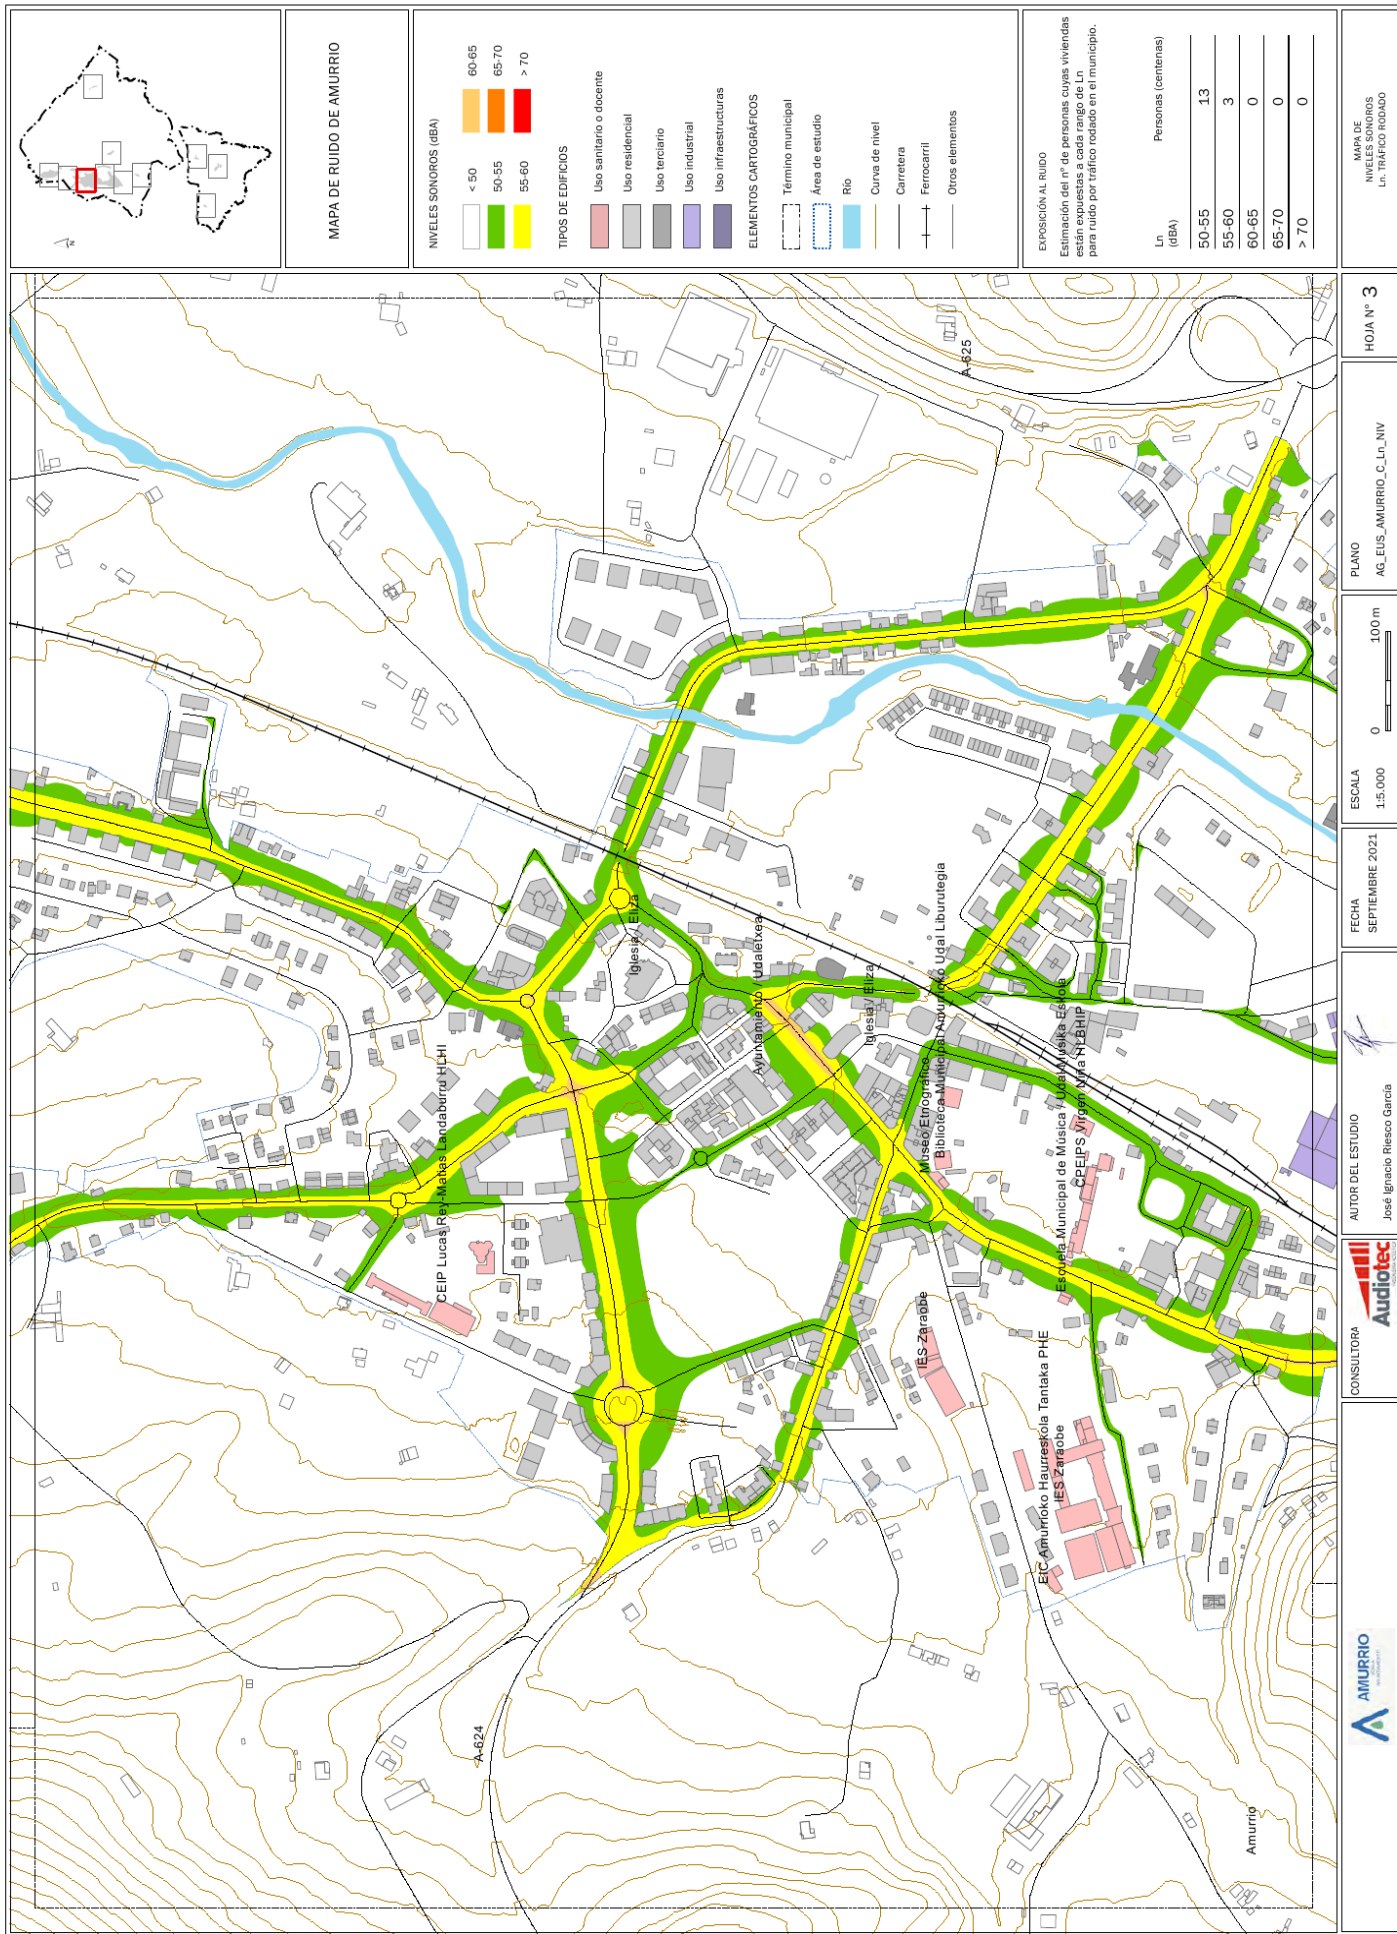 MAPA DE RUIDO DE AMURRIO
NIVELES SONOROS (dBA)
< 50
50-55
55-60
60-65
65-70
> 70
TIPOS DE EDIFICIOS
Uso sanitario o docente
Uso residencial
Uso terciario
Uso industrial
Uso infraestructuras
ELEMENTOS CARTOGRÁFICOS
Término municipal
Área de estudio
Río
Curva de nivel
Carretera
Ferrocarril
Otros elementos
EXPOSICIÓN AL RUIDO
Estimación del nº de personas cuyas viviendas
están expuestas a cada rango de Ln
para ruido por tráfico rodado en el municipio.
Ln
(dBA)
Personas (centenas)
50-55 13
55-60 3
60-65 0
65-70 0
> 70 0
MAPA DE
NIVELES SONOROS
Ln. TRÁFICO RODADO
CEIP Lucas Rey-Matías Landaburru HLHI
Iglesia / Eliza
Ayuntamiento / Udaletxea
Iglesia / Eliza
Museo Etnográfico
Biblioteca Municipal Amurrioko Udal Liburutegia
Escuela Municipal de Música / Udal Musika Eskola
CPEIPS Virgen Niña HLBHIP
IES Zaraobe
EIC Amurrioko Haurreskola Tantaka PHE
IES Zaraobe
A-624
A-625
Amurrio
AMURRIO
CONSULTORA
Audiotec
AUTOR DEL ESTUDIO
José Ignacio Riesco García
FECHA
SEPTIEMBRE 2021
ESCALA
1:5.000
0 100 m
PLANO
AG_EUS_AMURRIO_C_Ln_NIV
HOJA Nº 3